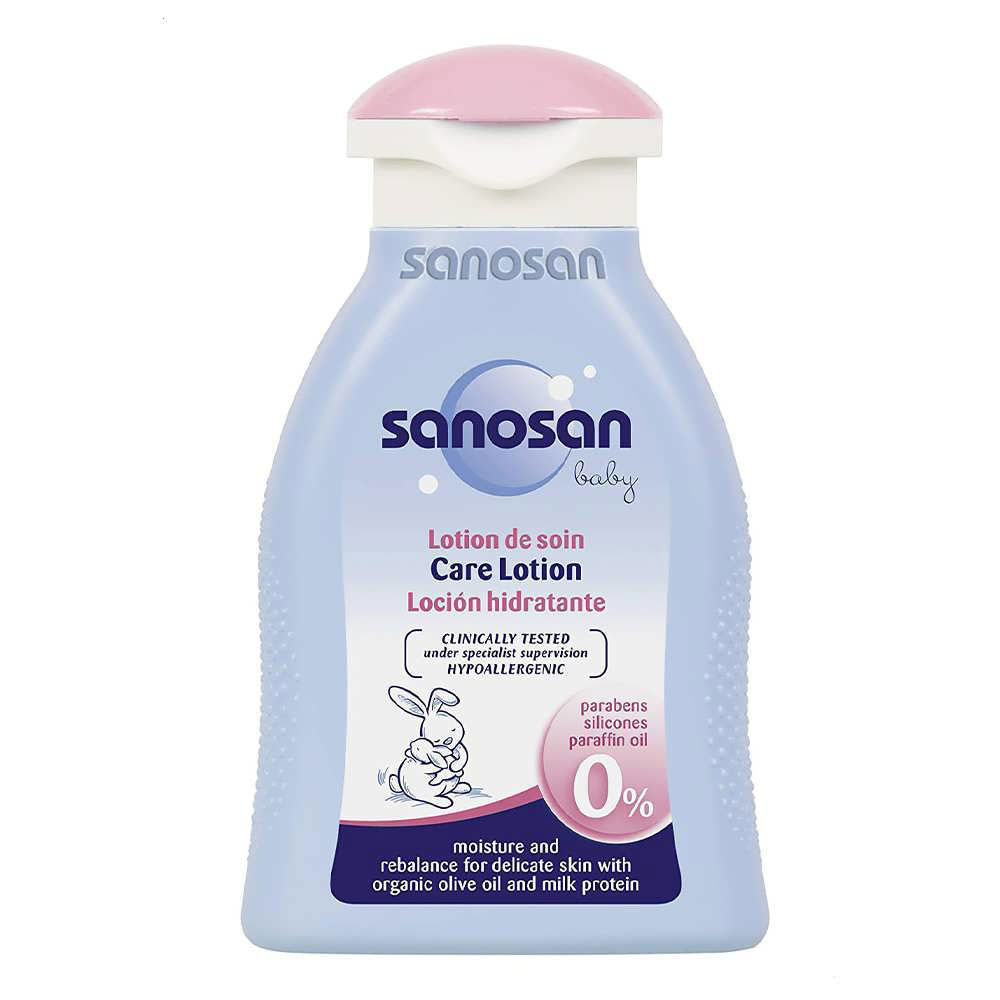 sanosan
sanosan
baby
Lotion de soin
Care Lotion
Loción hidratante
CLINICALLY TESTED
under specialist supervision
HYPOALLERGENIC
parabens
silicones
paraffin oil
0%
moisture and
rebalance for delicate skin with
organic olive oil and milk protein